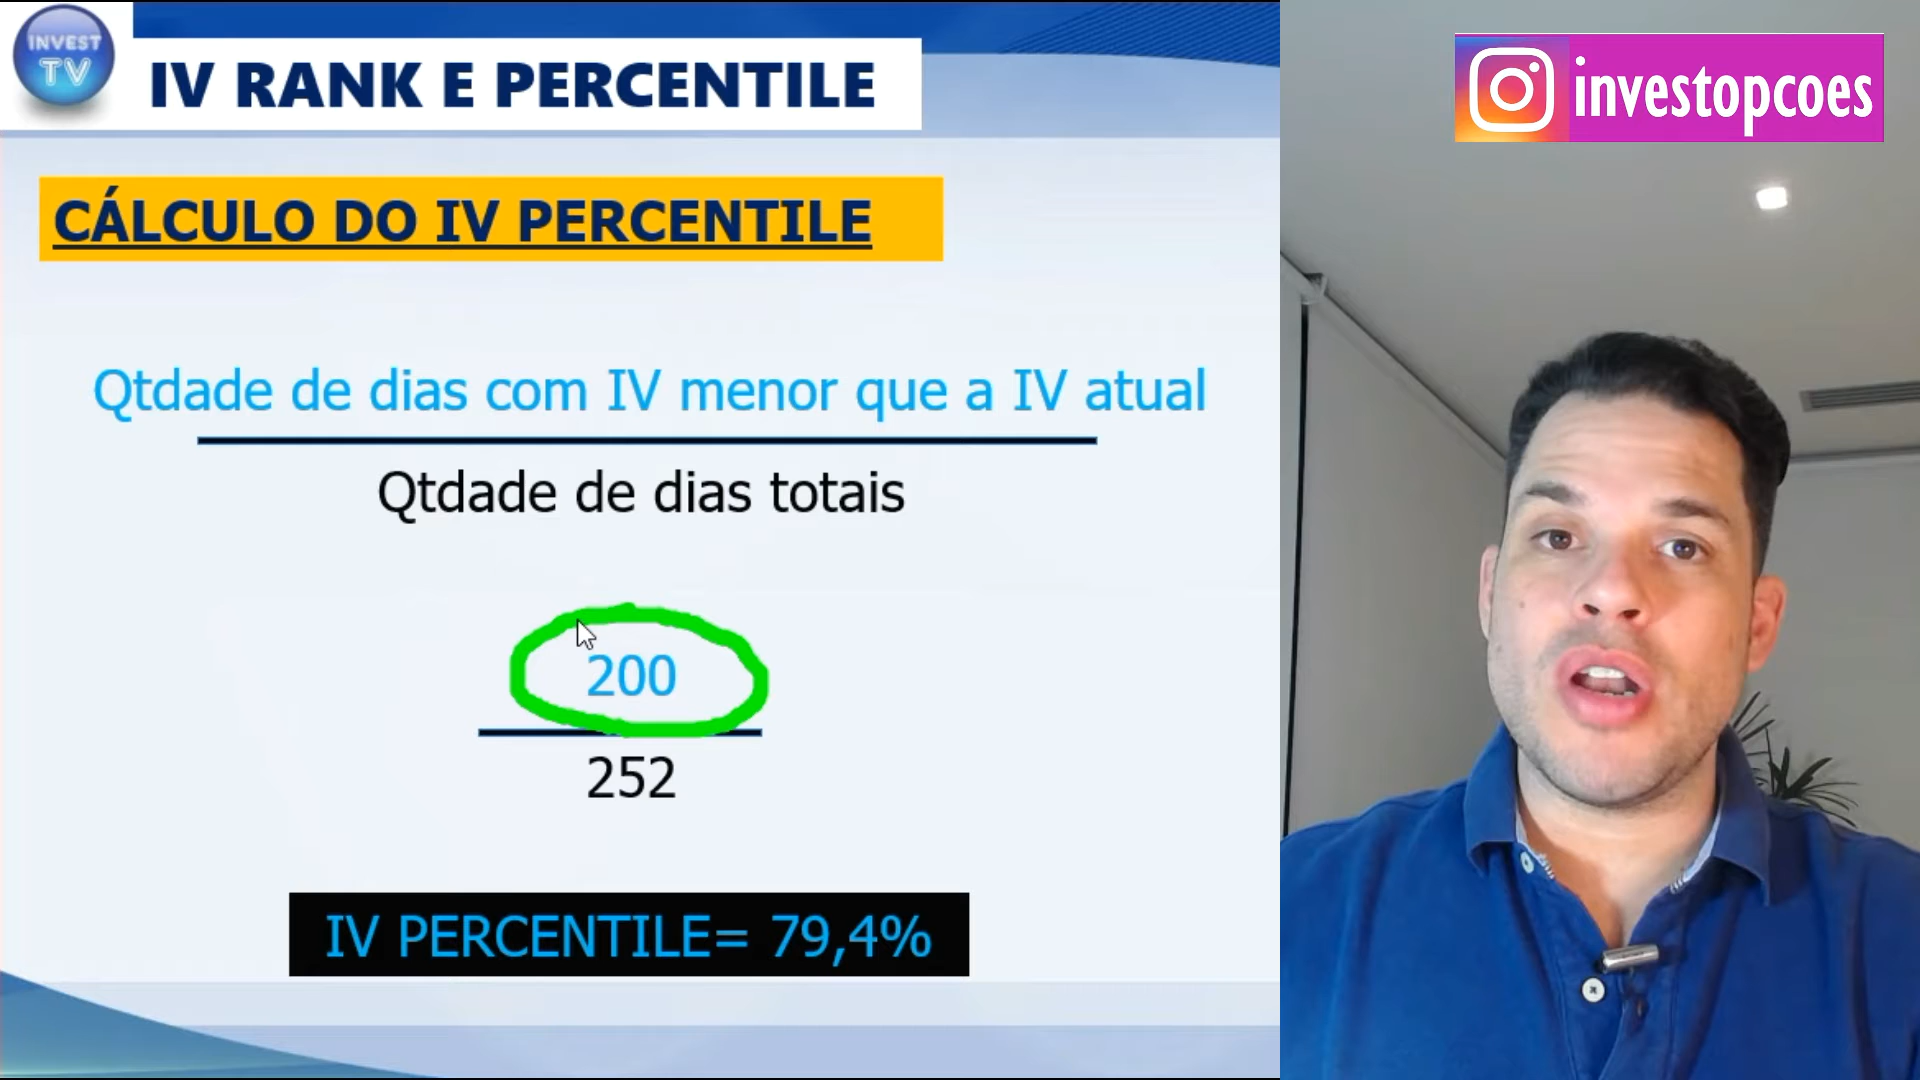 INVEST
TV
IV RANK E PERCENTILE
investopcoes
CÁLCULO DO IV PERCENTILE
Qtdade de dias com IV menor que a IV atual
Qtdade de dias totais
200
252
IV PERCENTILE= 79,4%